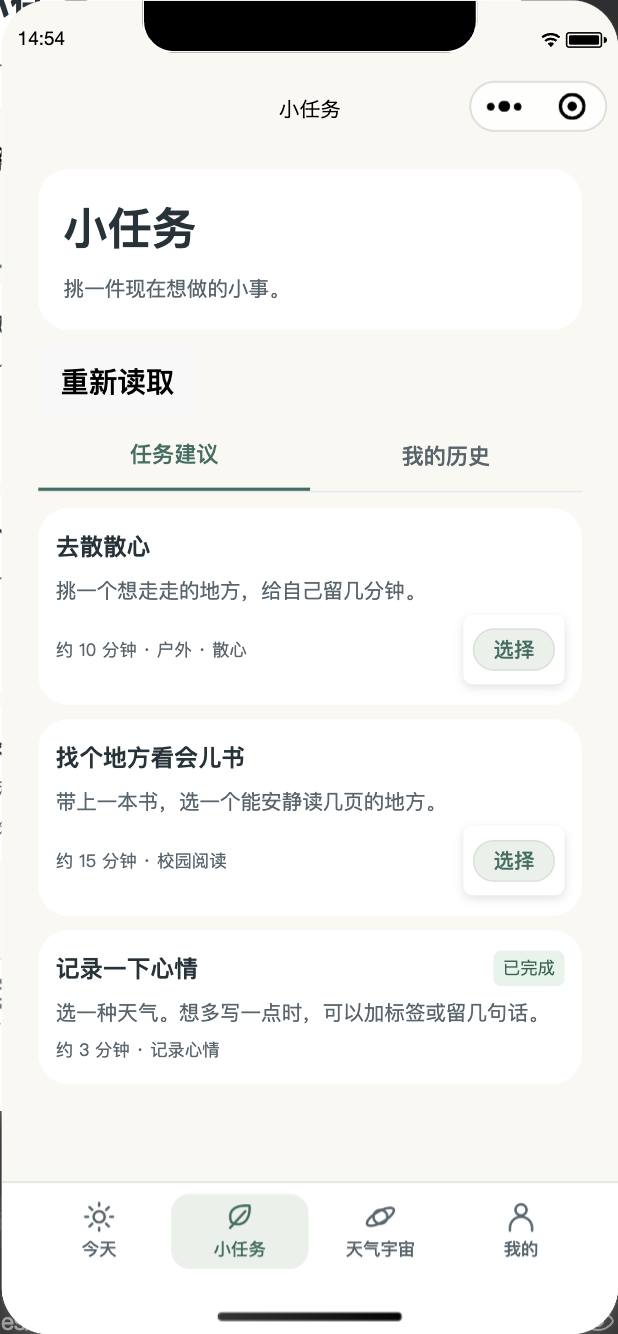 14:54
小任务
小任务
挑一件现在想做的小事。
重新读取
任务建议
我的历史
去散散心
挑一个想走走的地方，给自己留几分钟。
约 10 分钟 · 户外 · 散心
选择
找个地方看会儿书
带上一本书，选一个能安静读几页的地方。
约 15 分钟 · 校园阅读
选择
记录一下心情
已完成
选一种天气。想多写一点时，可以加标签或留几句话。
约 3 分钟 · 记录心情
今天
小任务
天气宇宙
我的